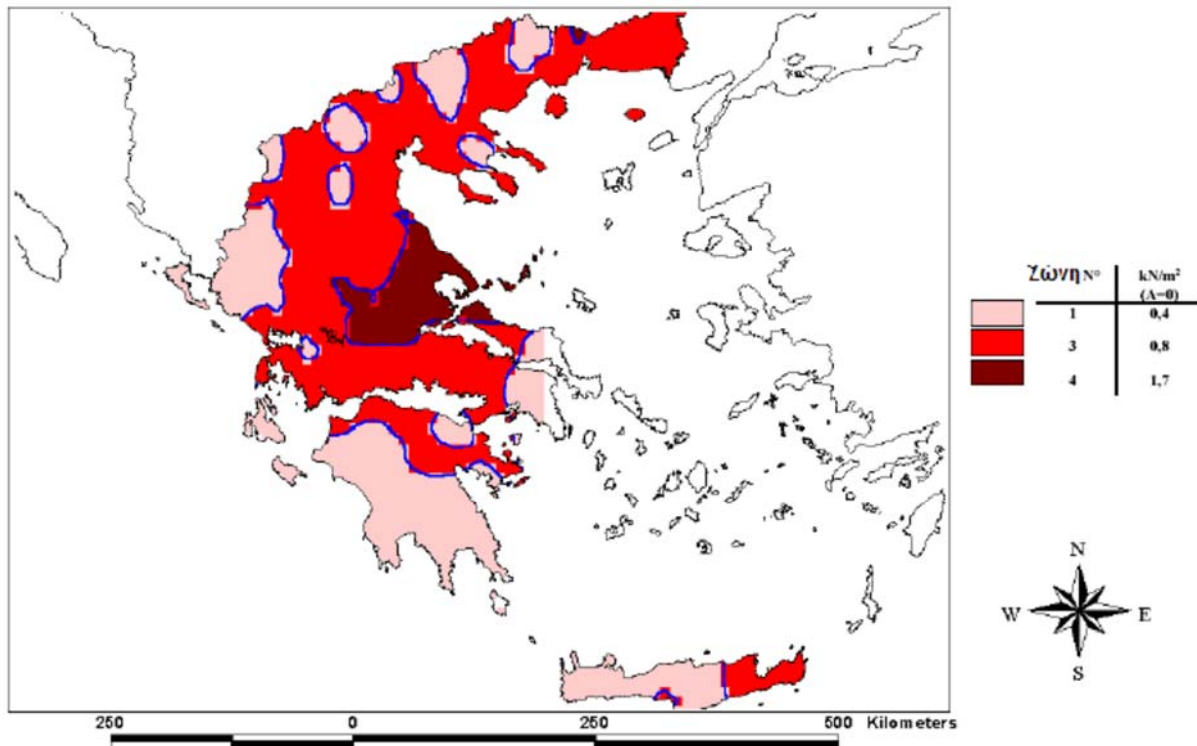 Ζώνη N° kN/m²
(A=0)
1 0,4
3 0,8
4 1,7
N
W E
S
250 0 250 500 Kilometers